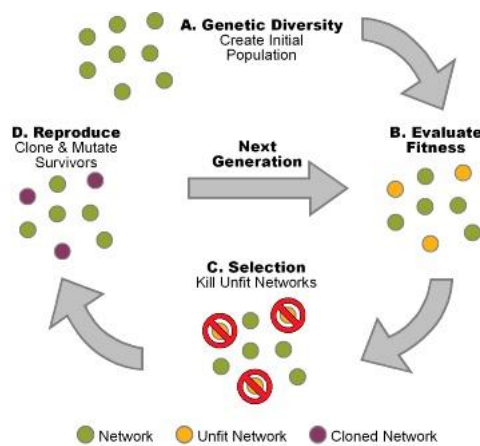 A. Genetic Diversity
Create Initial
Population
D. Reproduce
Clone & Mutate
Survivors
Next
Generation
B. Evaluate
Fitness
C. Selection
Kill Unfit Networks
Network
Unfit Network
Cloned Network